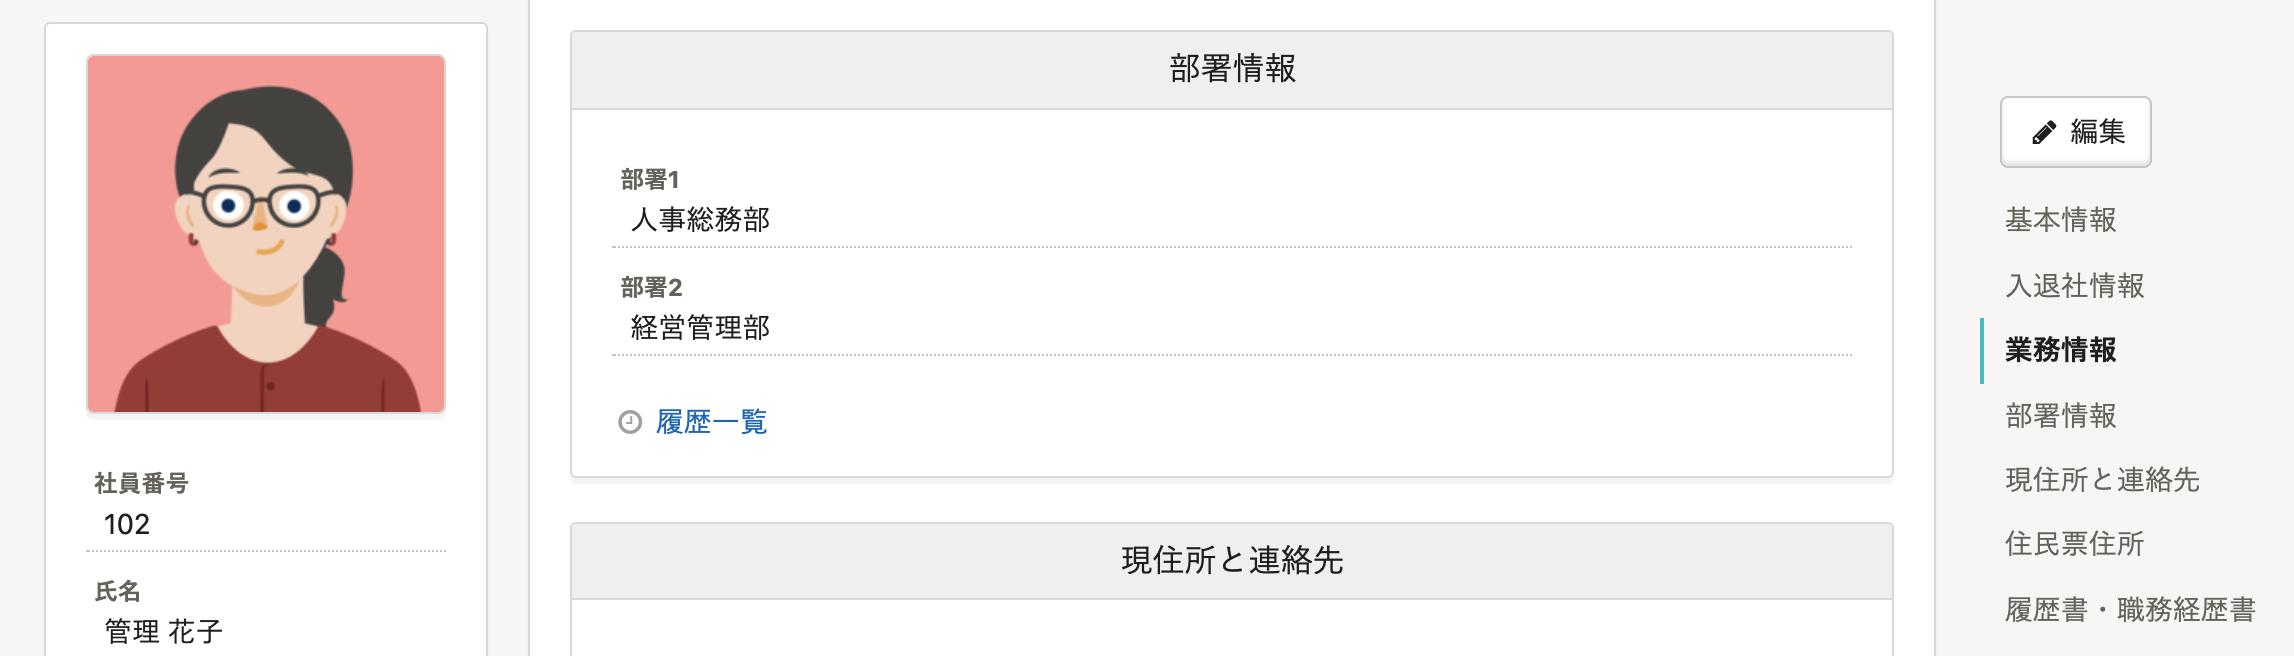 社員番号
102
氏名
管理 花子
部署情報
部署1
人事総務部
部署2
経営管理部
履歴一覧
現住所と連絡先
編集
基本情報
入退社情報
業務情報
部署情報
現住所と連絡先
住民票住所
履歴書・職務経歴書